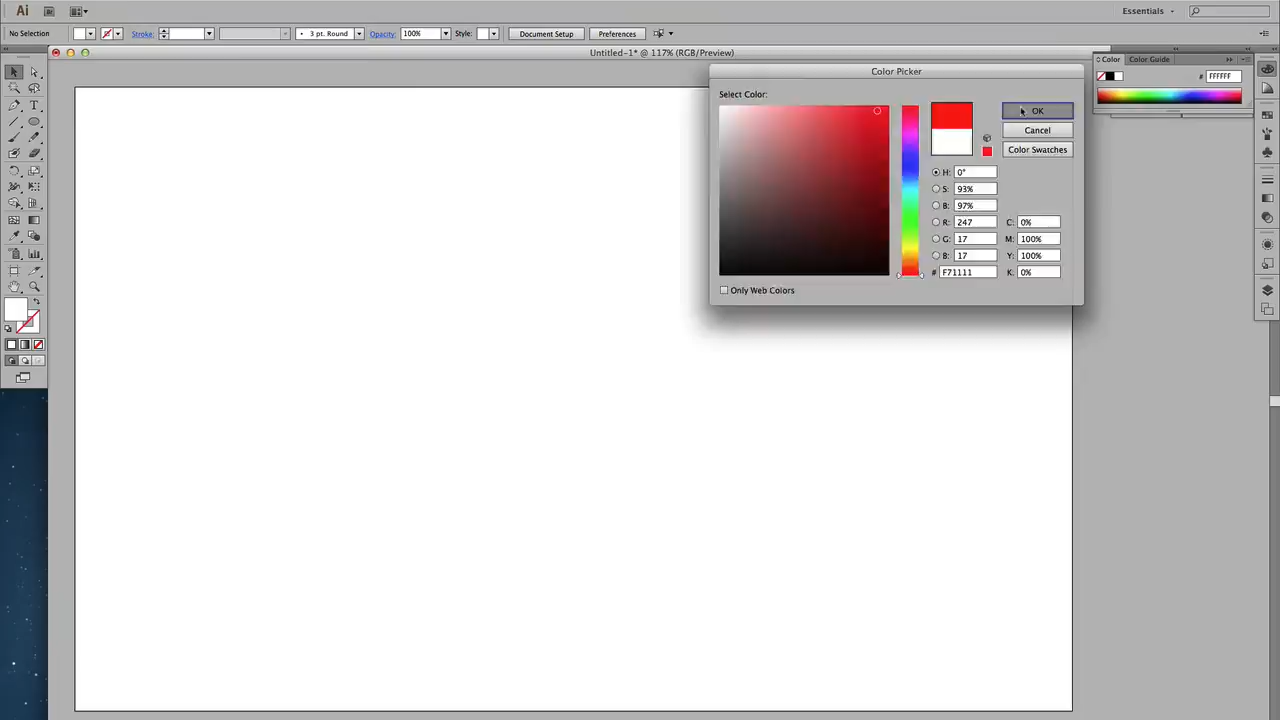 Ai Br Essentials
No Selection Stroke: 3 pt. Round Opacity: 100% Style: Document Setup Preferences
Untitled-1* @ 117% (RGB/Preview)
Color Color Guide
# FFFFFF
Color Picker
Select Color:
OK
Cancel
Color Swatches
H: 0°
S: 93%
B: 97%
R: 247 C: 0%
G: 17 M: 100%
B: 17 Y: 100%
# F71111 K: 0%
Only Web Colors
T